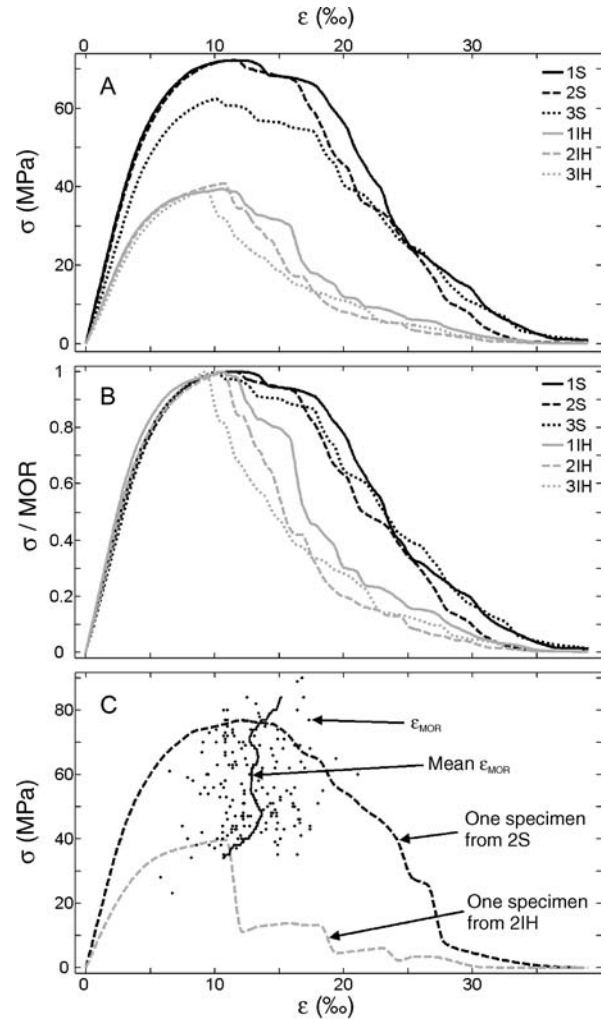 ε (‰)
0 10 20 30
A
σ (MPa)
60
40
20
0
1S
2S
3S
1IH
2IH
3IH
B
σ / MOR
1
0.8
0.6
0.4
0.2
0
1S
2S
3S
1IH
2IH
3IH
C
σ (MPa)
80
60
40
20
0
εMOR
Mean εMOR
One specimen
from 2S
One specimen
from 2IH
0 10 20 30
ε (‰)